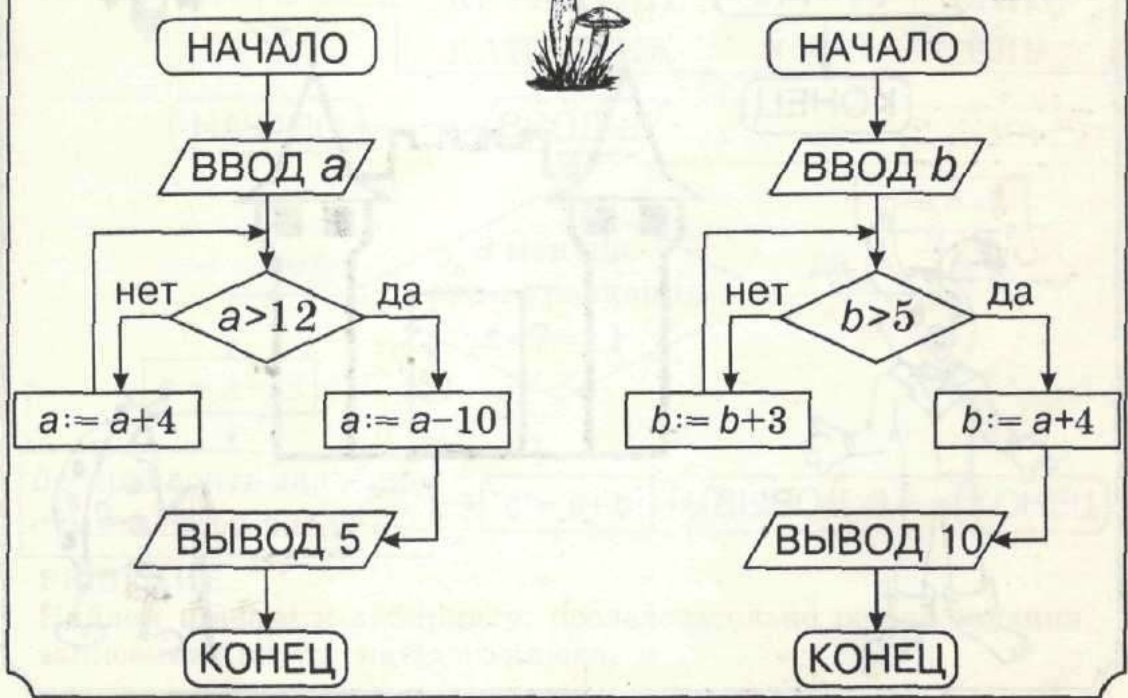 НАЧАЛО
ВВОД a
a>12
нет
да
a:= a+4
a:= a−10
ВЫВОД 5
КОНЕЦ
НАЧАЛО
ВВОД b
b>5
нет
да
b:= b+3
b:= a+4
ВЫВОД 10
КОНЕЦ